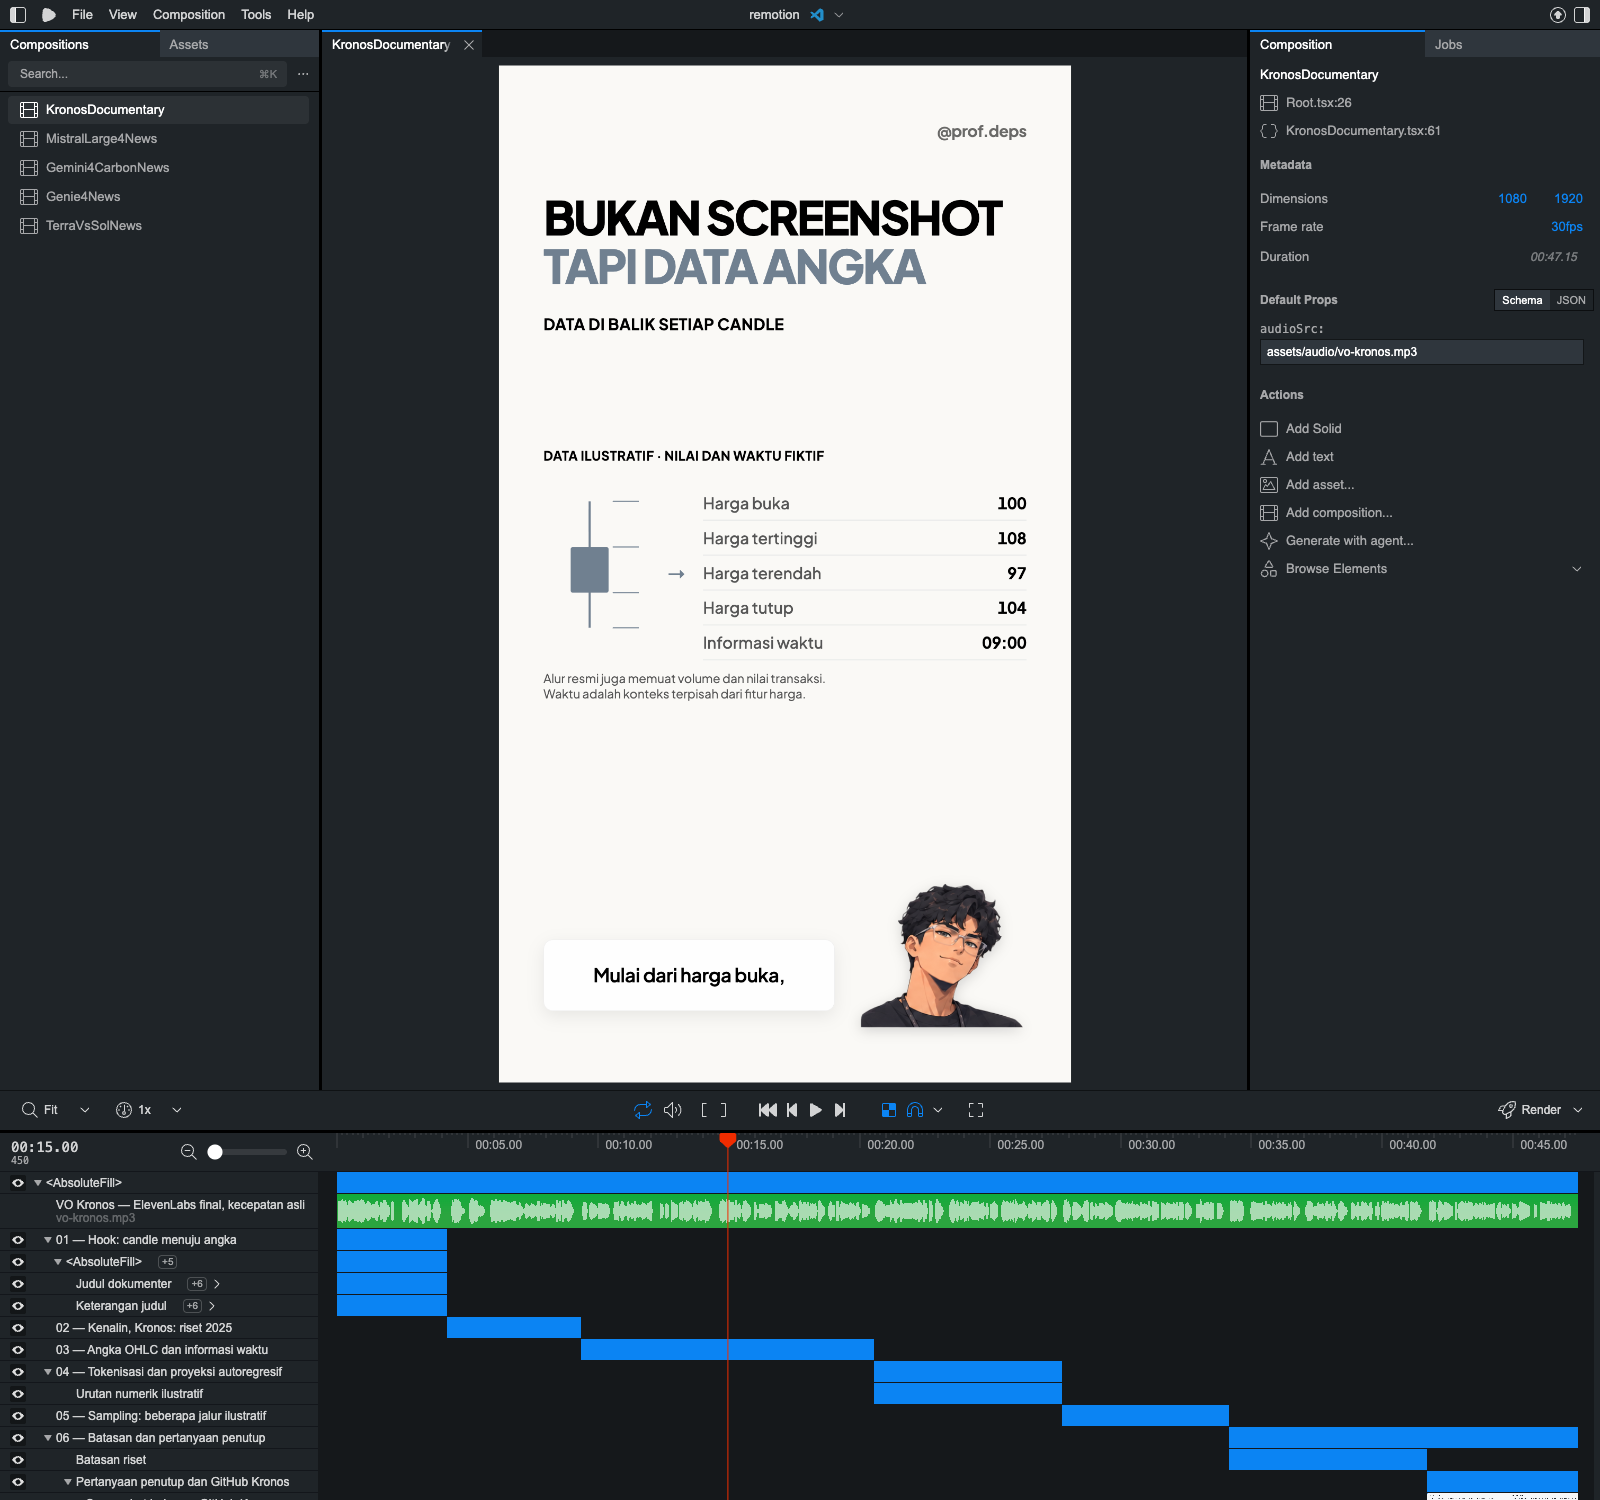 File View Composition Tools Help
remotion
Compositions Assets
Search... ⌘K
KronosDocumentary
MistralLarge4News
Gemini4CarbonNews
Genie4News
TerraVsSolNews
KronosDocumentary
@prof.deps
BUKAN SCREENSHOT
TAPI DATA ANGKA
DATA DI BALIK SETIAP CANDLE
DATA ILUSTRATIF · NILAI DAN WAKTU FIKTIF
Harga buka 100
Harga tertinggi 108
Harga terendah 97
Harga tutup 104
Informasi waktu 09:00
Alur resmi juga memuat volume dan nilai transaksi.
Waktu adalah konteks terpisah dari fitur harga.
Mulai dari harga buka,
Composition Jobs
KronosDocumentary
Root.tsx:26
KronosDocumentary.tsx:61
Metadata
Dimensions 1080 1920
Frame rate 30fps
Duration 00:47.15
Default Props Schema JSON
audioSrc:
assets/audio/vo-kronos.mp3
Actions
Add Solid
Add text
Add asset...
Add composition...
Generate with agent...
Browse Elements
Fit 1x
Render
00:15.00
450
00:05.00 00:10.00 00:15.00 00:20.00 00:25.00 00:30.00 00:35.00 00:40.00 00:45.00
<AbsoluteFill>
VO Kronos — ElevenLabs final, kecepatan asli
vo-kronos.mp3
01 — Hook: candle menuju angka
<AbsoluteFill> +5
Judul dokumenter +6
Keterangan judul +6
02 — Kenalin, Kronos: riset 2025
03 — Angka OHLC dan informasi waktu
04 — Tokenisasi dan proyeksi autoregresif
Urutan numerik ilustratif
05 — Sampling: beberapa jalur ilustratif
06 — Batasan dan pertanyaan penutup
Batasan riset
Pertanyaan penutup dan GitHub Kronos